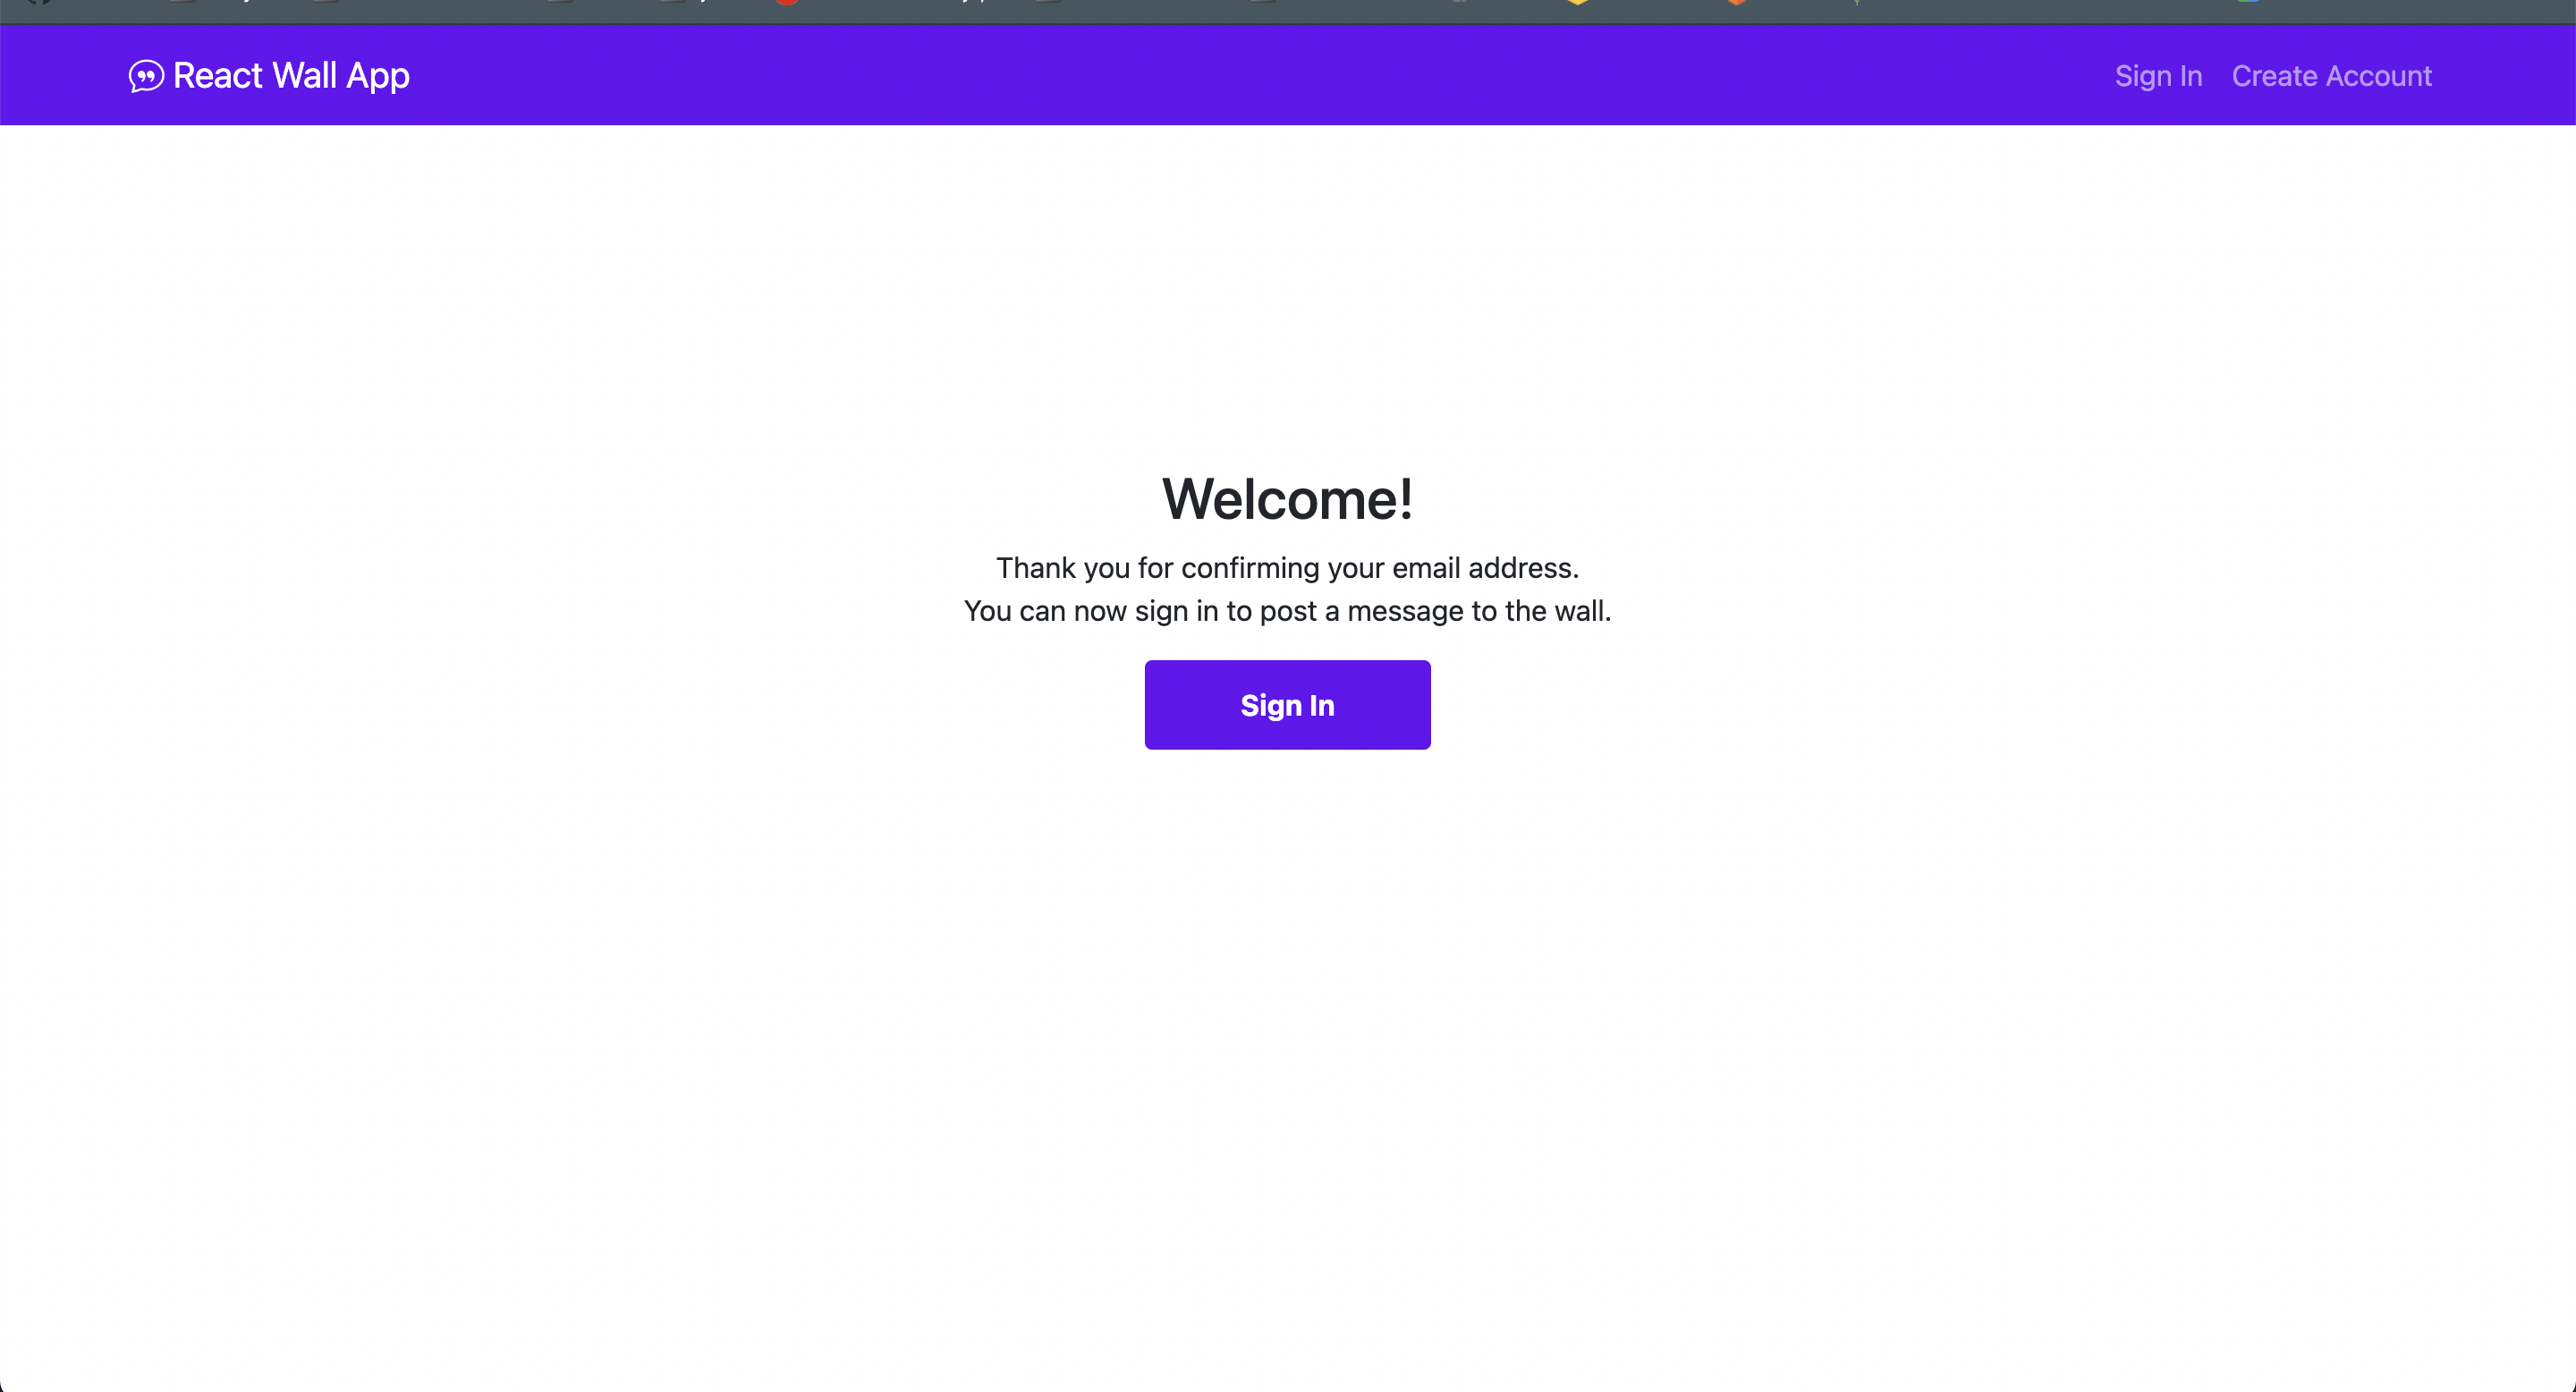 React Wall App
Sign In
Create Account
Welcome!
Thank you for confirming your email address.
You can now sign in to post a message to the wall.
Sign In